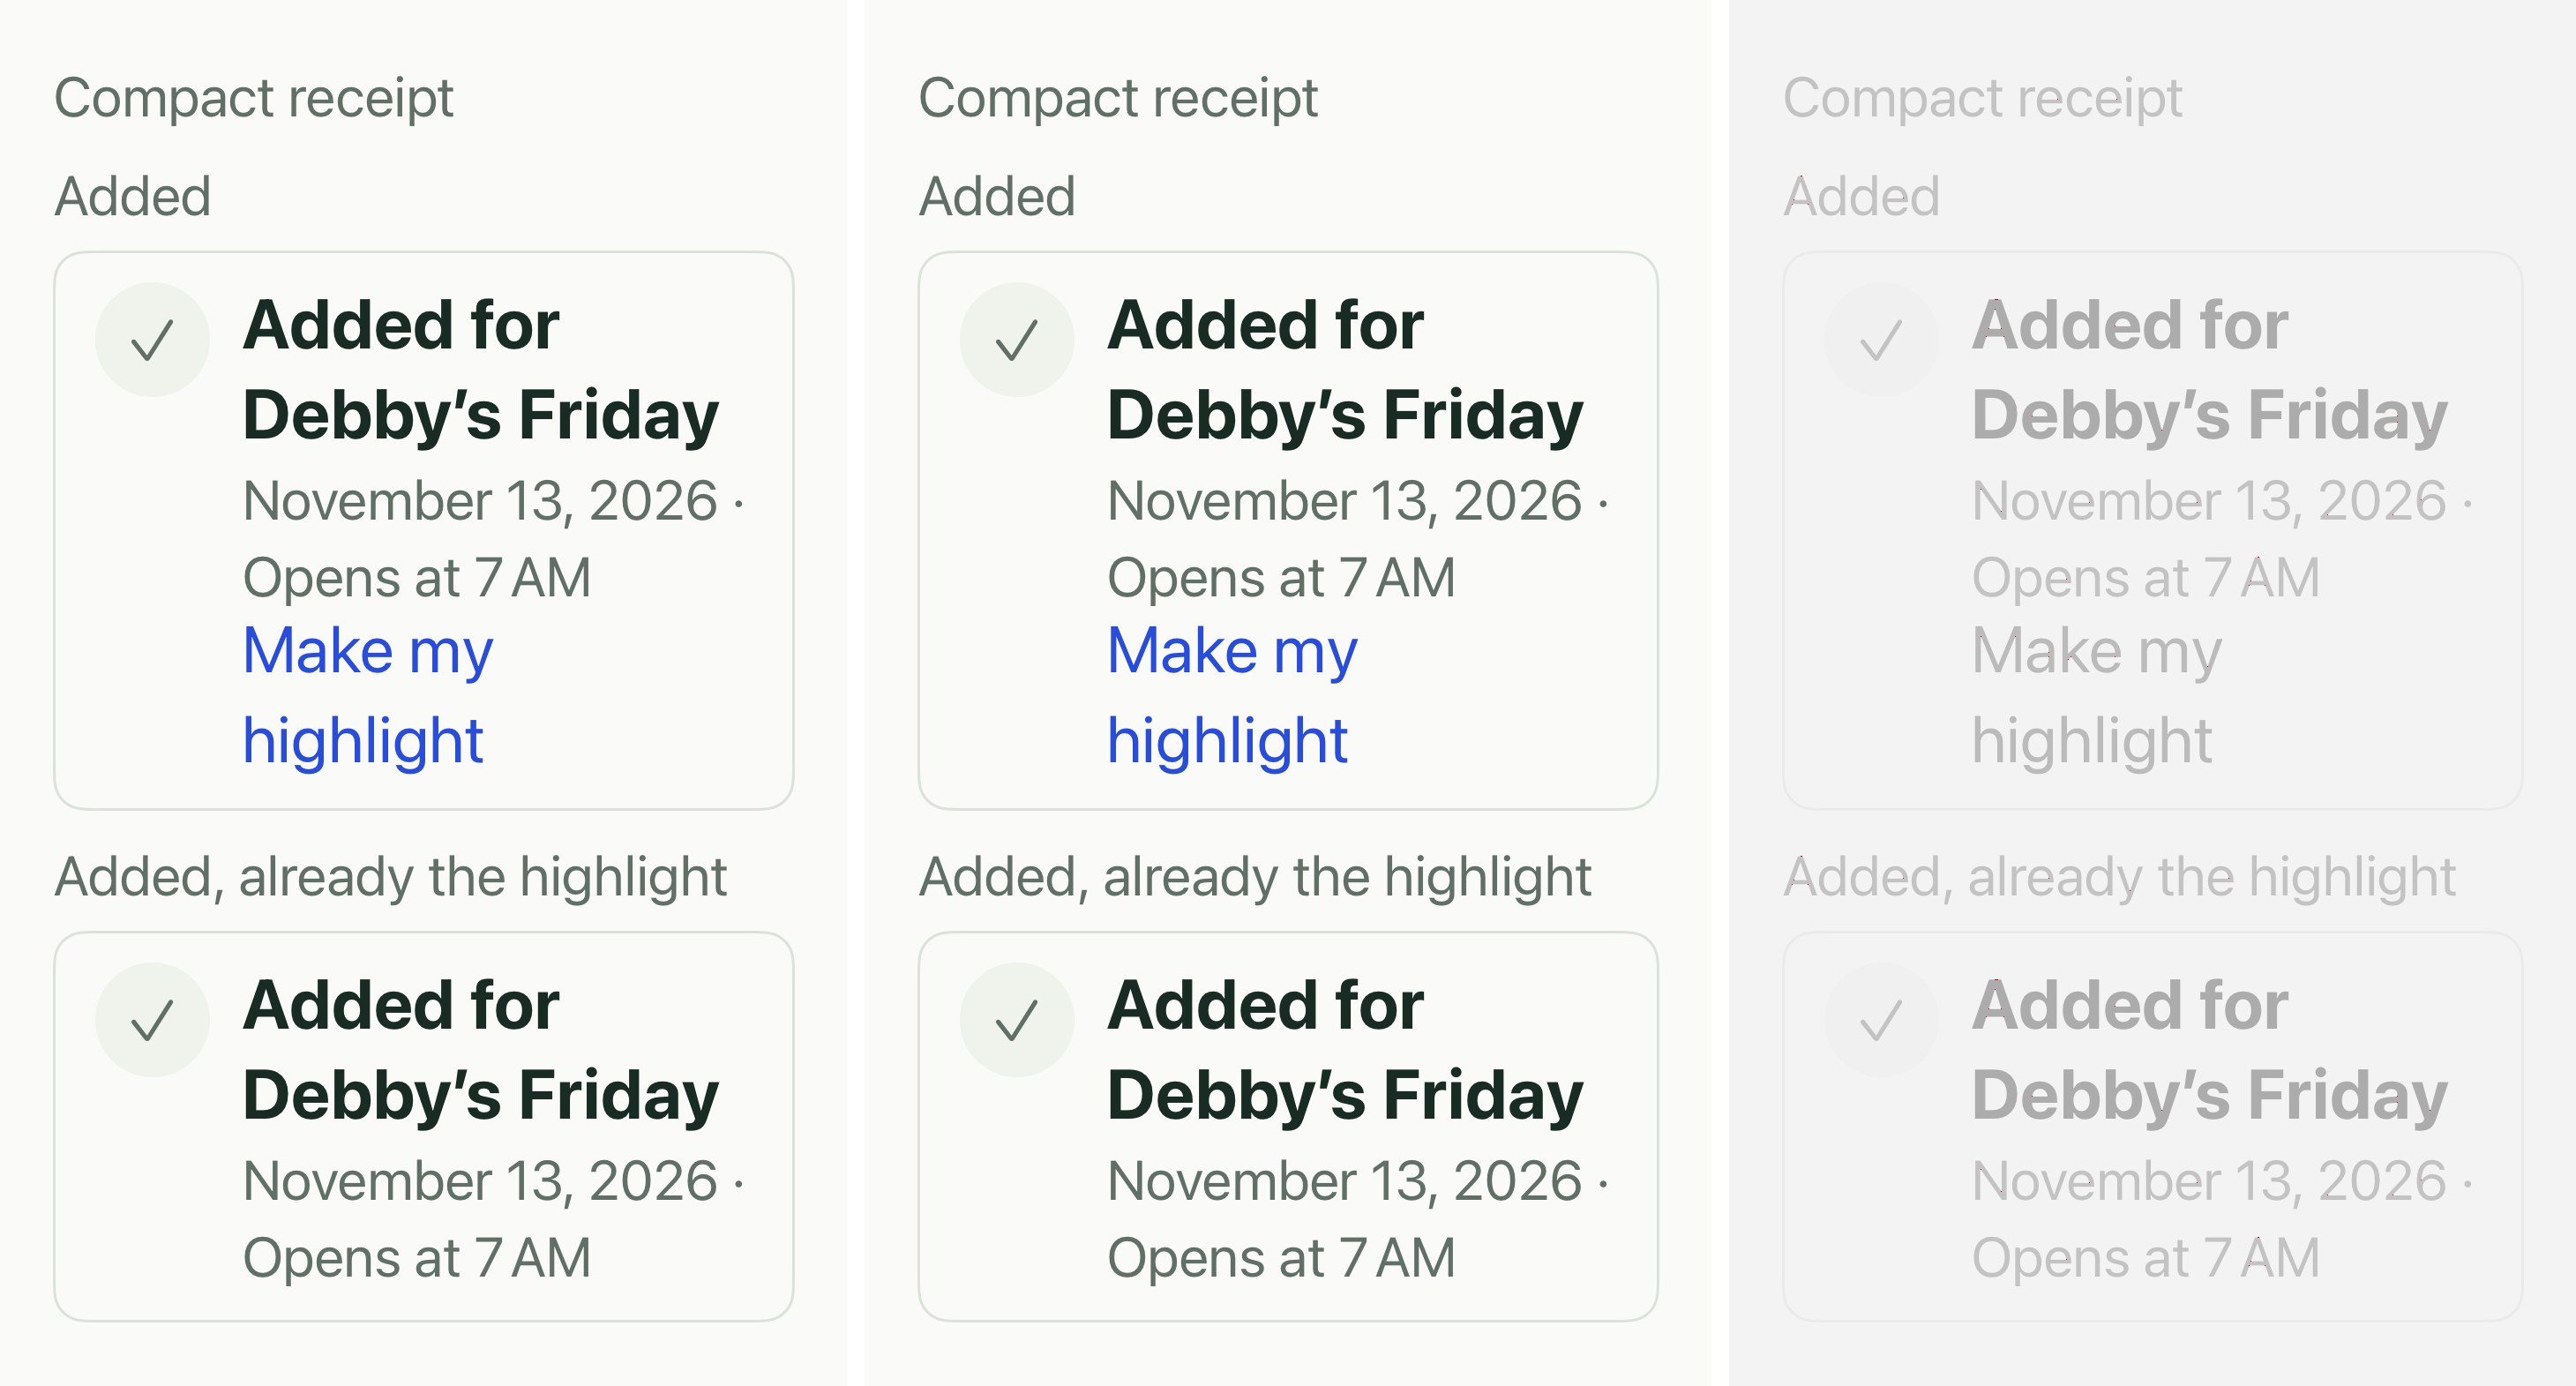 Compact receipt
Added
Added for
Debby’s Friday
November 13, 2026 ·
Opens at 7 AM
Make my
highlight
Added, already the highlight
Added for
Debby’s Friday
November 13, 2026 ·
Opens at 7 AM
Compact receipt
Added
Added for
Debby’s Friday
November 13, 2026 ·
Opens at 7 AM
Make my
highlight
Added, already the highlight
Added for
Debby’s Friday
November 13, 2026 ·
Opens at 7 AM
Compact receipt
Added
Added for
Debby’s Friday
November 13, 2026 ·
Opens at 7 AM
Make my
highlight
Added, already the highlight
Added for
Debby’s Friday
November 13, 2026 ·
Opens at 7 AM